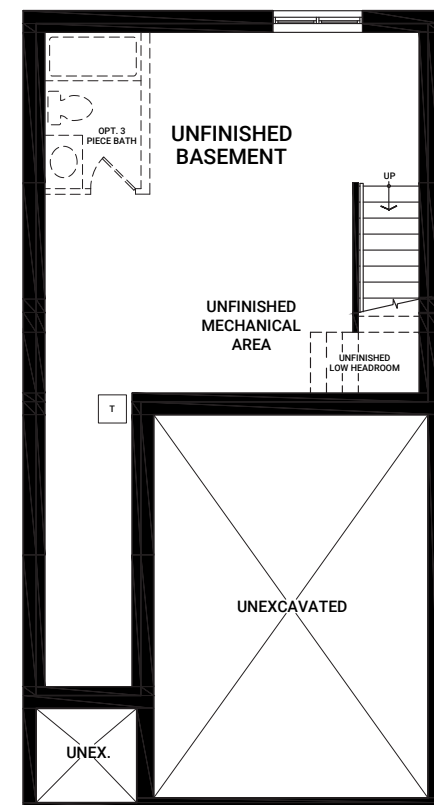 OPT. 3
PIECE BATH
UNFINISHED
BASEMENT
UP
UNFINISHED
MECHANICAL
AREA
UNFINISHED
LOW HEADROOM
T
UNEXCAVATED
UNEX.